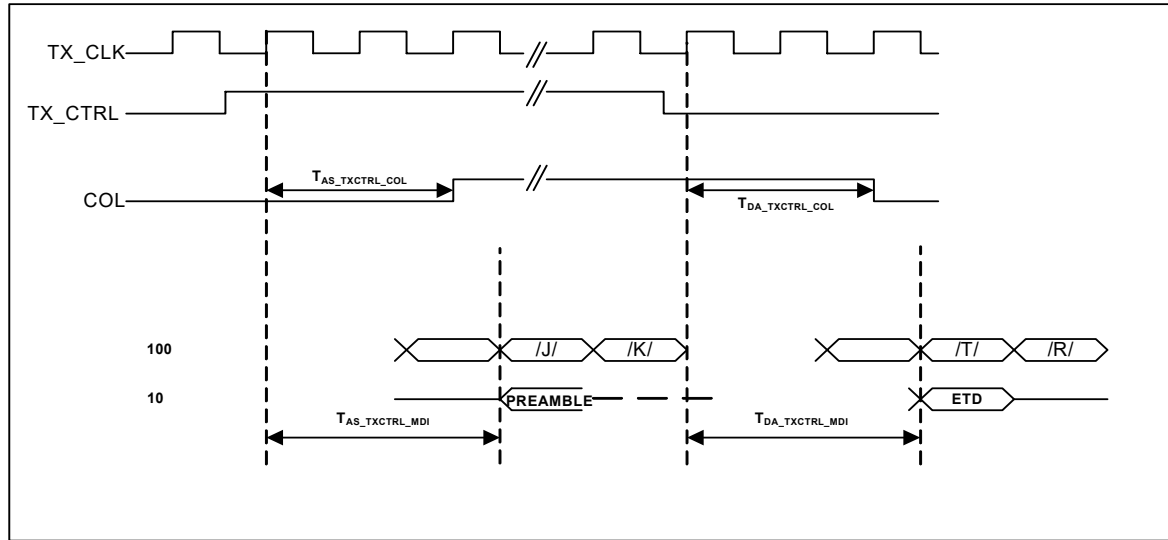 TX_CLK
TX_CTRL
COL
TAS_TXCTRL_COL
TDA_TXCTRL_COL
100
/J/
/K/
/T/
/R/
10
PREAMBLE
ETD
TAS_TXCTRL_MDI
TDA_TXCTRL_MDI